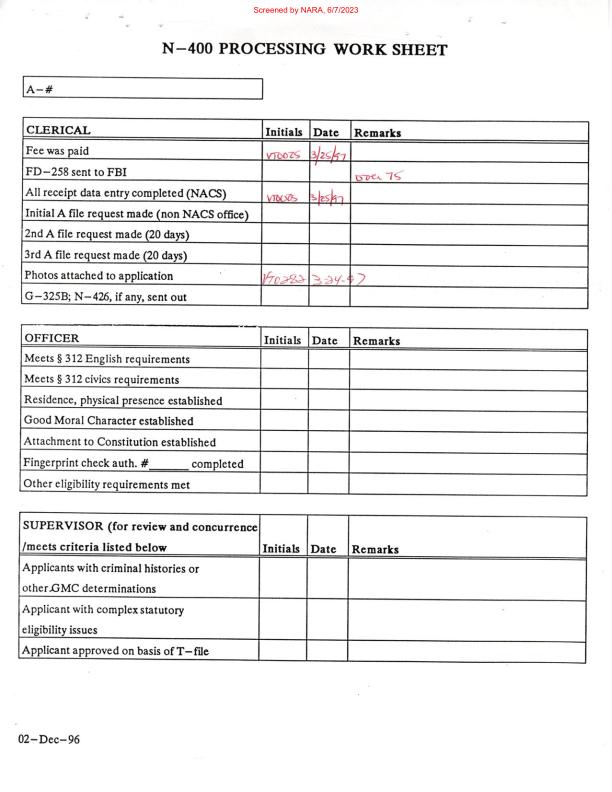 Screened by NARA, 6/7/2023
N-400 PROCESSING WORK SHEET
A-#
CLERICAL Initials Date Remarks
Fee was paid VT0025 3/25/97
FD-258 sent to FBI over 75
All receipt data entry completed (NACS) 3/25/97
Initial A file request made (non NACS office)
2nd A file request made (20 days)
3rd A file request made (20 days)
Photos attached to application VT0282 3-24-97
G-325B; N-426, if any, sent out
OFFICER Initials Date Remarks
Meets § 312 English requirements
Meets § 312 civics requirements
Residence, physical presence established
Good Moral Character established
Attachment to Constitution established
Fingerprint check auth. #______ completed
Other eligibility requirements met
SUPERVISOR (for review and concurrence
/meets criteria listed below Initials Date Remarks
Applicants with criminal histories or
other GMC determinations
Applicant with complex statutory
eligibility issues
Applicant approved on basis of T-file
02-Dec-96